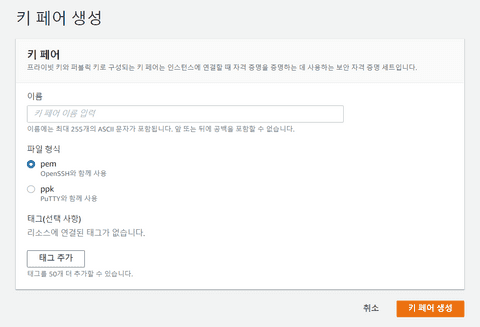 키 페어 생성
키 페어
프라이빗 키와 퍼블릭 키로 구성되는 키 페어는 인스턴스에 연결할 때 자격 증명을 증명하는 데 사용하는 보안 자격 증명 세트입니다.
이름
키 페어 이름 입력
이름에는 최대 255개의 ASCII 문자가 포함됩니다. 앞 또는 뒤에 공백을 포함할 수 없습니다.
파일 형식
pem
OpenSSH와 함께 사용
ppk
PuTTY와 함께 사용
태그(선택 사항)
리소스에 연결된 태그가 없습니다.
태그 추가
태그를 50개 더 추가할 수 있습니다.
취소 키 페어 생성